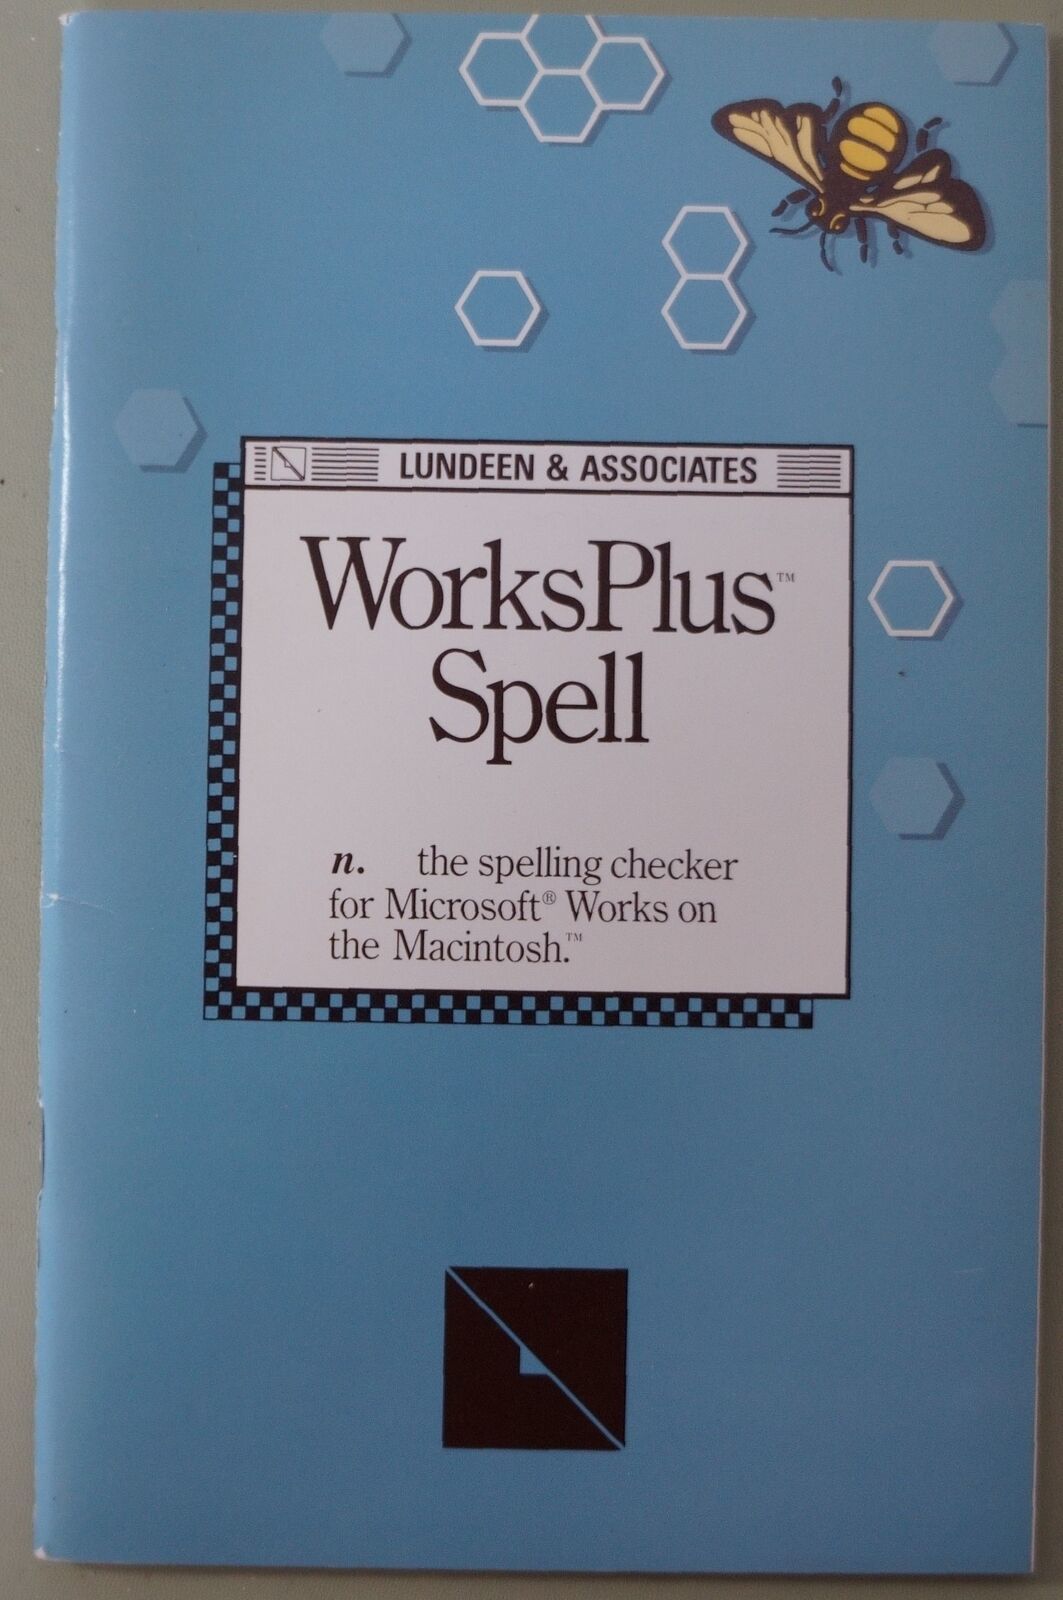 LUNDEEN & ASSOCIATES
WorksPlus™
Spell
n. the spelling checker
for Microsoft® Works on
the Macintosh.™